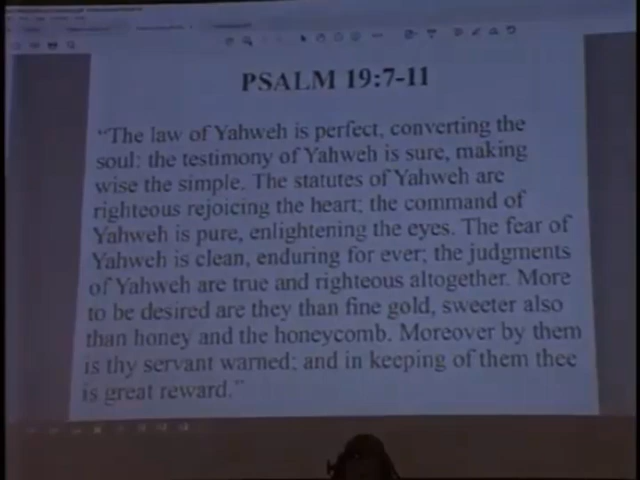 PSALM 19:7-11
"The law of Yahweh is perfect, converting the
soul: the testimony of Yahweh is sure, making
wise the simple. The statutes of Yahweh are
righteous rejoicing the heart; the command of
Yahweh is pure, enlightening the eyes. The fear of
Yahweh is clean, enduring for ever; the judgments
of Yahweh are true and righteous altogether. More
to be desired are they than fine gold, sweeter also
than honey and the honeycomb. Moreover by them
is thy servant warned; and in keeping of them thee
is great reward."